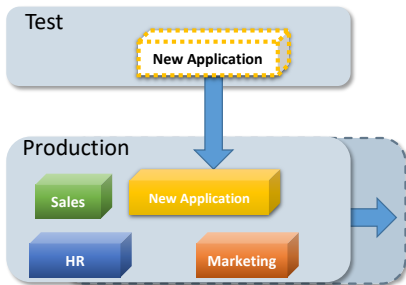 Test
New Application
Production
New Application
Sales
HR
Marketing